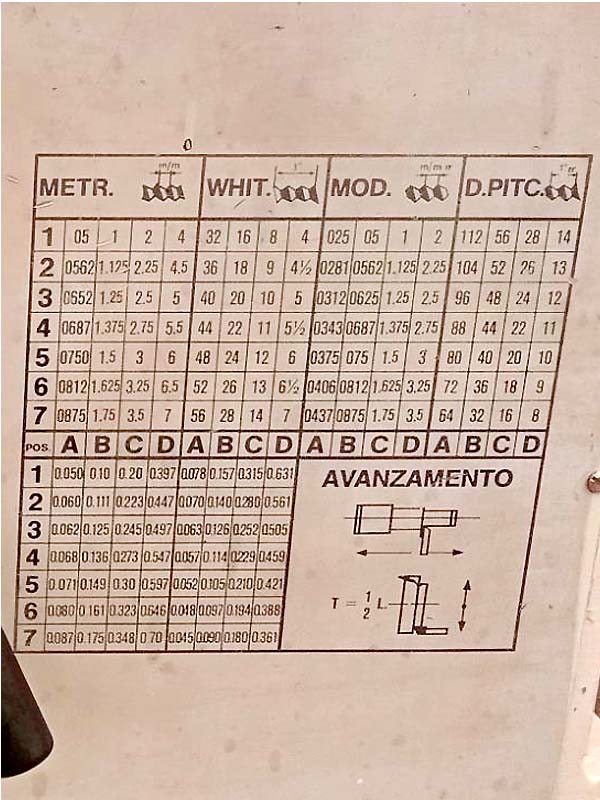 METR. m/m WHIT. 1" MOD. m/m π D.PITC. 1" π
1 05 1 2 4 32 16 8 4 025 05 1 2 112 56 28 14
2 0562 1.125 2.25 4.5 36 18 9 4½ 0281 0562 1.125 2.25 104 52 26 13
3 0652 1.25 2.5 5 40 20 10 5 0312 0625 1.25 2.5 96 48 24 12
4 0687 1.375 2.75 5.5 44 22 11 5½ 0343 0687 1.375 2.75 88 44 22 11
5 0750 1.5 3 6 48 24 12 6 0375 075 1.5 3 80 40 20 10
6 0812 1.625 3.25 6.5 52 26 13 6½ 0406 0812 1.625 3.25 72 36 18 9
7 0875 1.75 3.5 7 56 28 14 7 0437 0875 1.75 3.5 64 32 16 8
POS. A B C D A B C D A B C D A B C D
1 0.050 0.10 0.20 0.397 0.078 0.157 0.315 0.631
2 0.060 0.111 0.223 0.447 0.070 0.140 0.280 0.561
3 0.062 0.125 0.245 0.497 0.063 0.126 0.252 0.505
4 0.068 0.136 0.273 0.547 0.057 0.114 0.229 0.459
5 0.071 0.149 0.30 0.597 0.052 0.105 0.210 0.421
6 0.080 0.161 0.323 0.646 0.048 0.097 0.194 0.388
7 0.087 0.175 0.348 0.70 0.045 0.090 0.180 0.361
AVANZAMENTO
T = 1/2 L